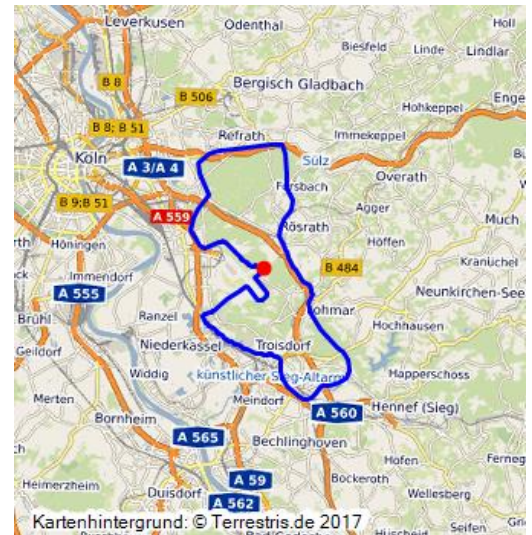 Leverkusen
Odenthal
Holl
B 8
Biesfeld
Linde
Lindlar
Bergisch Gladbach
B 506
Enge
Hohkeppel
B 8; B 51
Refrath
Immekeppel
Köln
A 3/A 4
Sülz
Overath
Forsbach
B 9;B 51
A 559
Agger
Much
Rösrath
Höningen
Höffen
Kranüchel
B 484
Immendorf
A 555
Neunkirchen-See
Brühl
Ranzel
Lohmar
Geildorf
Niederkassel
Troisdorf
Hochhausen
Widdig
künstlicher Sieg-Altarm
Happerschoss
Merten
Meindorf
Hennef (Sieg)
A 560
Bornheim
A 565
Bechlinghoven
Hofen
Ferneg
A 59
Heimerzheim
Bockeroth
Wellesberg
Duisdorf
A 562
Kartenhintergrund: © Terrestris.de 2017
Seifen